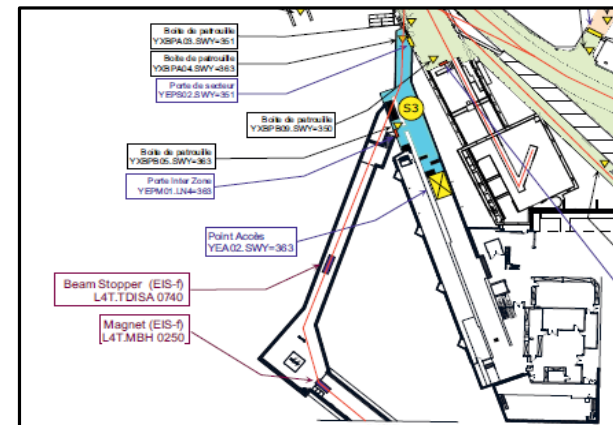 Boite de patrouille
YXBPA03.SWY=351
Boite de patrouille
YXBPA04.SWY=363
Porte de secteur
YEPS02.SWY=351
S3
Boite de patrouille
YXBPB09.SWY=350
Boite de patrouille
YXBPB05.SWY=363
Porte Inter Zone
YEPM01.LN4=363
Point Accès
YEA02.SWY=363
Beam Stopper (EIS-f)
L4T.TDISA 0740
Magnet (EIS-f)
L4T.MBH 0250